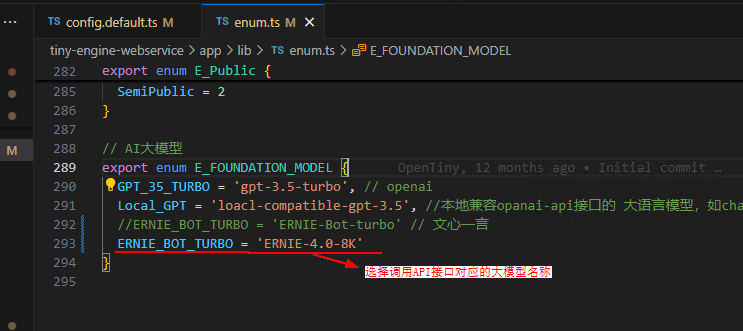 TS config.default.ts M TS enum.ts M
tiny-engine-webservice > app > lib > TS enum.ts > E_FOUNDATION_MODEL
282 export enum E_Public {
285 SemiPublic = 2
286 }
287
288 // AI大模型
289 export enum E_FOUNDATION_MODEL { OpenTiny, 12 months ago • Initial commit …
290 GPT_35_TURBO = 'gpt-3.5-turbo', // openai
291 Local_GPT = 'loacl-compatible-gpt-3.5', //本地兼容opanai-api接口的 大语言模型，如cha
292 //ERNIE_BOT_TURBO = 'ERNIE-Bot-turbo' // 文心一言
293 ERNIE_BOT_TURBO = 'ERNIE-4.0-8K'
294 }
295
选择调用API接口对应的大模型名称
M